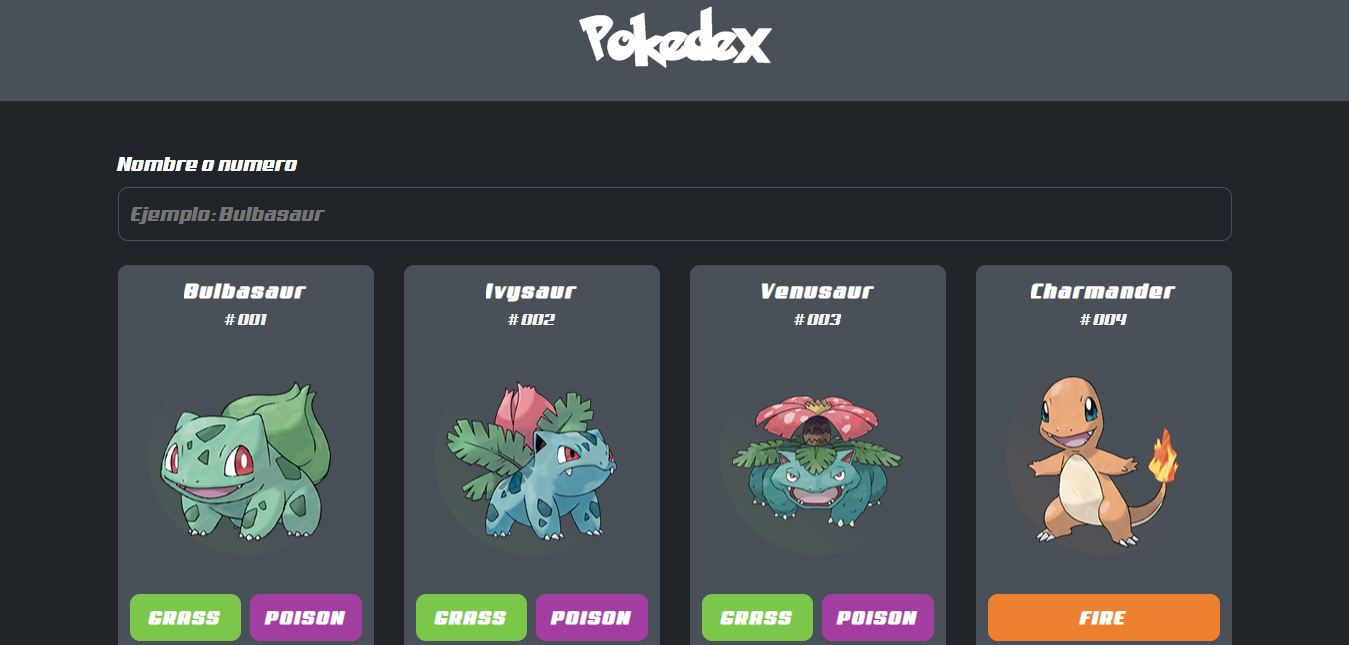 Pokedex
Nombre o numero
Ejemplo: Bulbasaur
Bulbasaur
#001
Ivysaur
#002
Venusaur
#003
Charmander
#004
GRASS POISON
GRASS POISON
GRASS POISON
FIRE